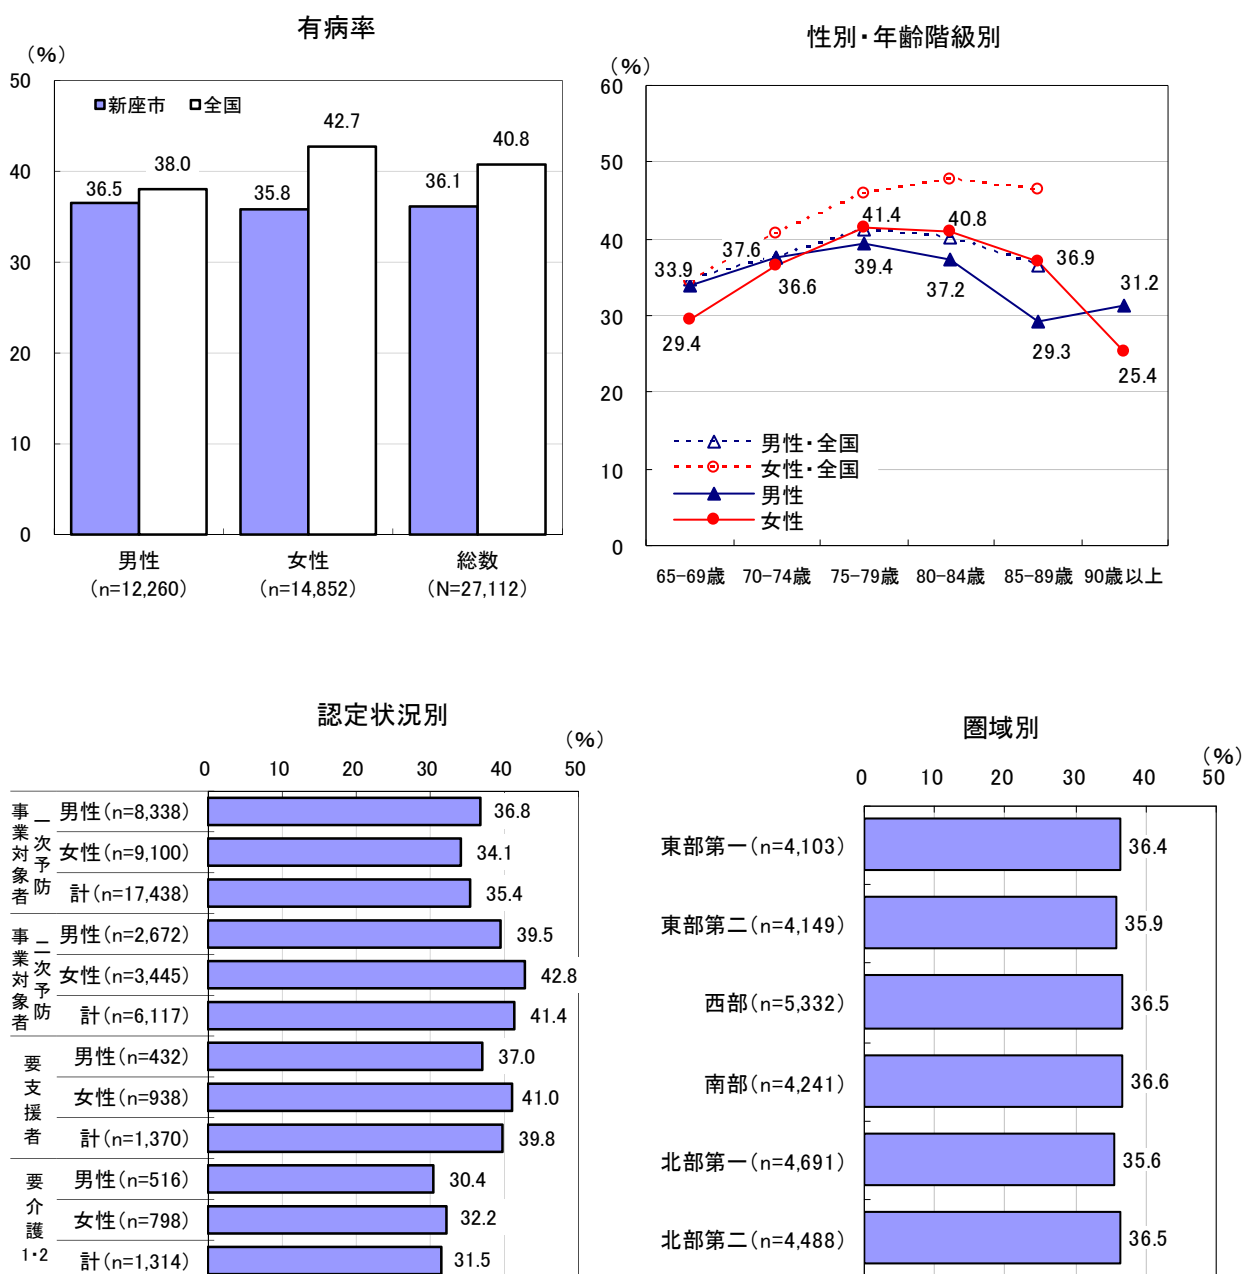 有病率
(%)
50
40
30
20
10
0
新座市 全国
36.5 38.0
35.8 42.7
36.1 40.8
男性 女性 総数
(n=12,260) (n=14,852) (N=27,112)
性別・年齢階級別
(%)
60
50
40
30
20
10
0
33.9
37.6
41.4
40.8
36.9
31.2
29.4
36.6
39.4
37.2
29.3
25.4
男性・全国
女性・全国
男性
女性
65-69歳 70-74歳 75-79歳 80-84歳 85-89歳 90歳以上
認定状況別
(%)
0 10 20 30 40 50
一次予防事業対象者
男性(n=8,338) 36.8
女性(n=9,100) 34.1
計(n=17,438) 35.4
二次予防事業対象者
男性(n=2,672) 39.5
女性(n=3,445) 42.8
計(n=6,117) 41.4
要支援者
男性(n=432) 37.0
女性(n=938) 41.0
計(n=1,370) 39.8
要介護1・2
男性(n=516) 30.4
女性(n=798) 32.2
計(n=1,314) 31.5
圏域別
(%)
0 10 20 30 40 50
東部第一(n=4,103) 36.4
東部第二(n=4,149) 35.9
西部(n=5,332) 36.5
南部(n=4,241) 36.6
北部第一(n=4,691) 35.6
北部第二(n=4,488) 36.5